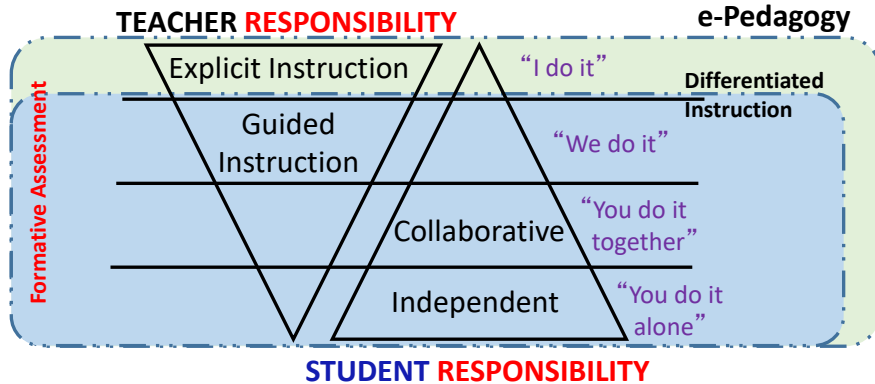 TEACHER RESPONSIBILITY
e-Pedagogy
Explicit Instruction
“I do it”
Differentiated
Instruction
Guided
Instruction
“We do it”
Formative Assessment
Collaborative
“You do it
together”
Independent
“You do it
alone”
STUDENT RESPONSIBILITY